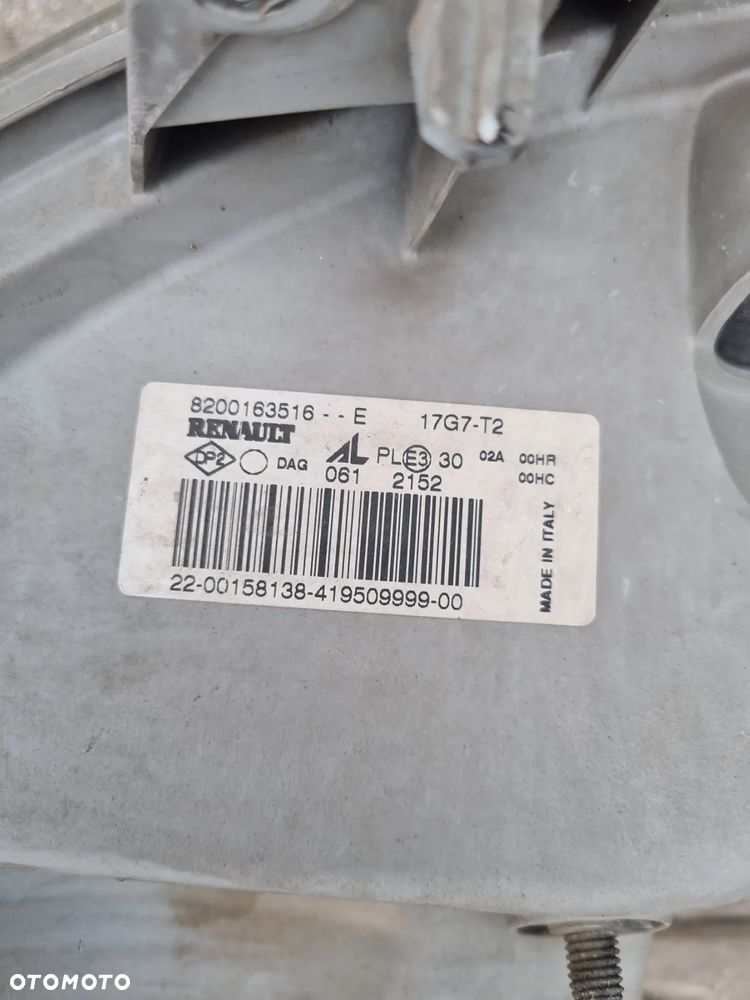 8200163516 - - E 17G7-T2
RENAULT
DP2 DAG AL PL E3 30 02A 00HR
061 2152 00HC
22-00158138-419509999-00
MADE IN ITALY
OTOMOTO